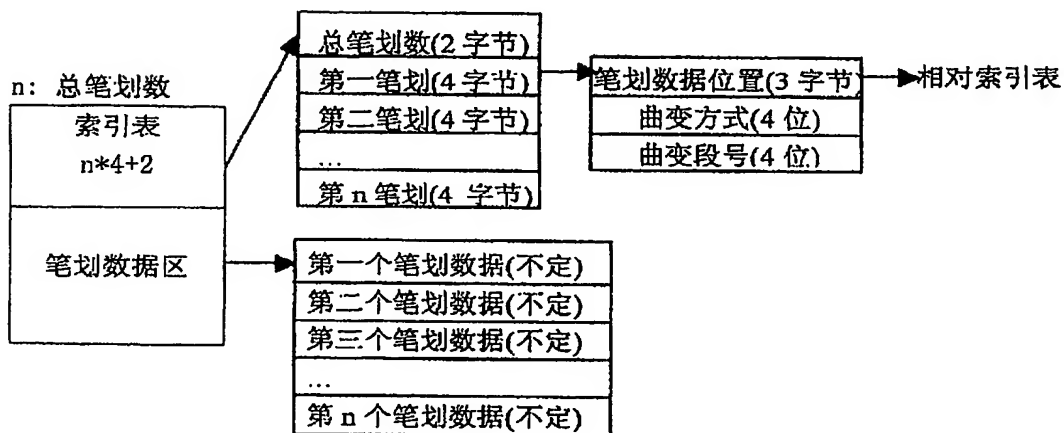 n: 总笔划数
索引表
n*4+2
笔划数据区
总笔划数(2 字节)
第一笔划(4 字节)
第二笔划(4 字节)
...
第 n 笔划(4 字节)
笔划数据位置(3 字节)
曲变方式(4 位)
曲变段号(4 位)
相对索引表
第一个笔划数据(不定)
第二个笔划数据(不定)
第三个笔划数据(不定)
...
第 n 个笔划数据(不定)